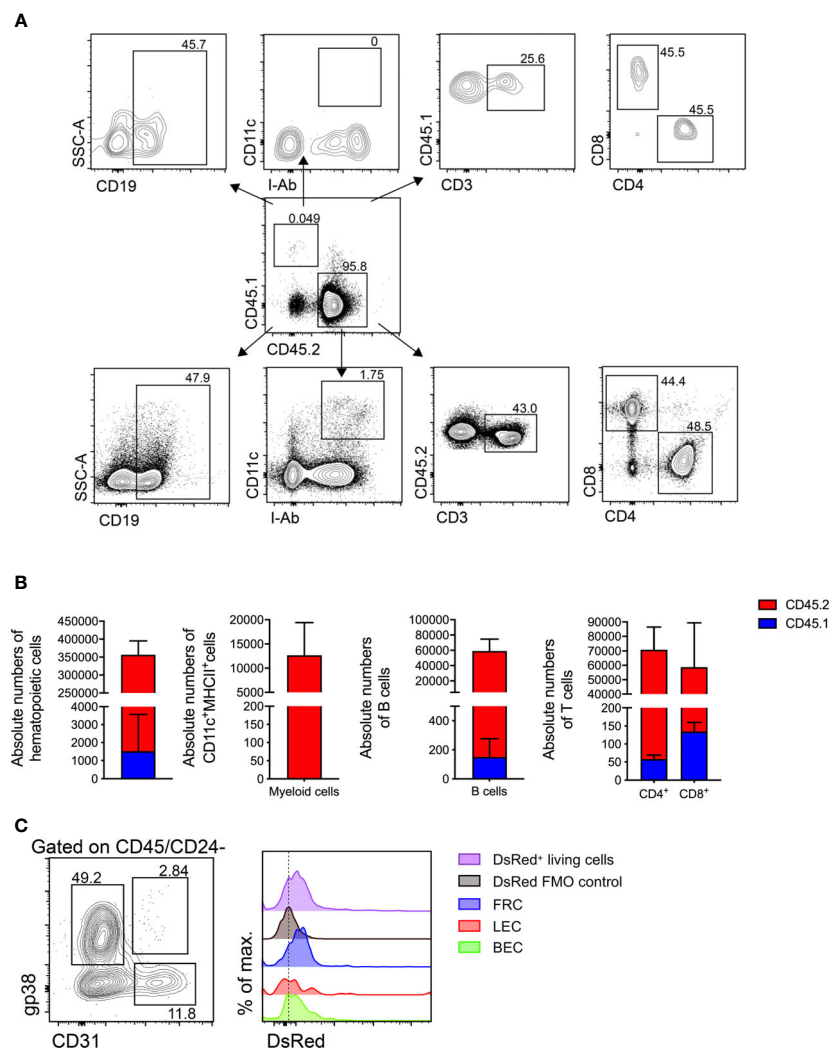 A
45.7
SSC-A
CD19
0
CD11c
I-Ab
25.6
CD45.1
CD3
45.5
45.5
CD8
CD4
0.049
95.8
CD45.1
CD45.2
47.9
SSC-A
CD19
1.75
CD11c
I-Ab
43.0
CD45.2
CD3
44.4
48.5
CD8
CD4
B
Absolute numbers of
hematopoietic cells
450000
400000
350000
300000
250000
4000
3000
2000
1000
0
Absolute numbers of
CD11c⁺MHCII⁺cells
20000
15000
10000
5000
200
150
100
50
0
Myeloid cells
Absolute numbers
of B cells
100000
80000
60000
40000
20000
400
200
0
B cells
Absolute numbers
of T cells
90000
80000
70000
60000
50000
40000
200
150
100
50
0
CD4⁺ CD8⁺
CD45.2
CD45.1
C
Gated on CD45/CD24-
49.2
2.84
11.8
gp38
CD31
% of max.
DsRed
DsRed⁺ living cells
DsRed FMO control
FRC
LEC
BEC